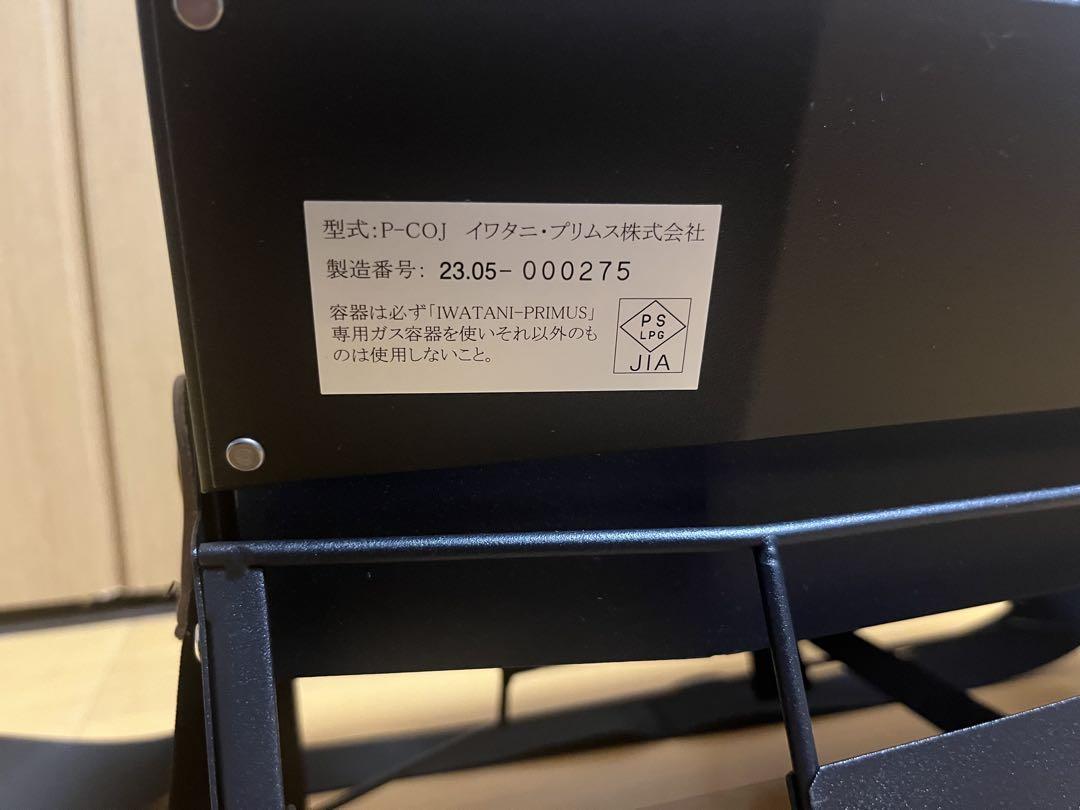 型式:P-COJ イワタニ・プリムス株式会社
製造番号: 23.05-000275
容器は必ず「IWATANI-PRIMUS」
専用ガス容器を使いそれ以外のも
のは使用しないこと。
PS
LPG
JIA